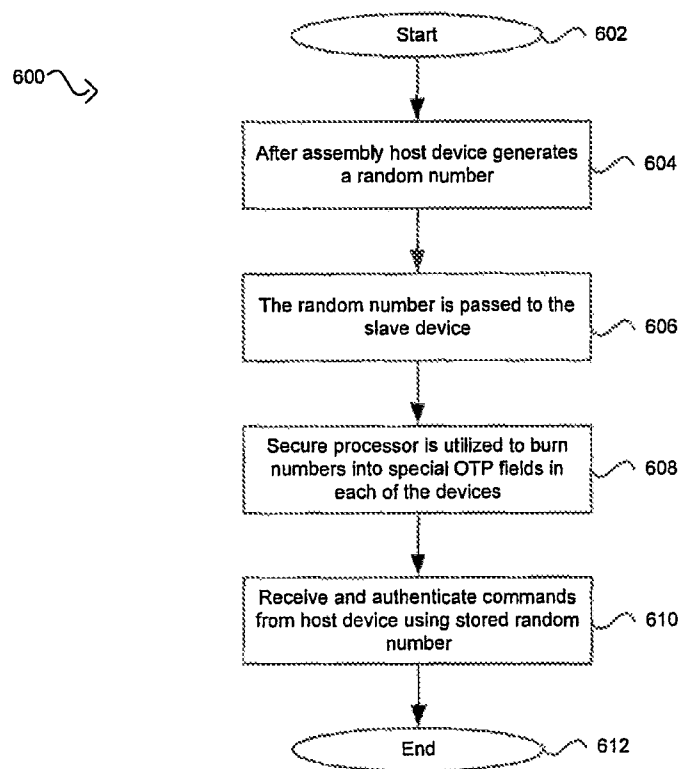 Start
602
600
After assembly host device generates
a random number
604
The random number is passed to the
slave device
606
Secure processor is utilized to burn
numbers into special OTP fields in
each of the devices
608
Receive and authenticate commands
from host device using stored random
number
610
End
612